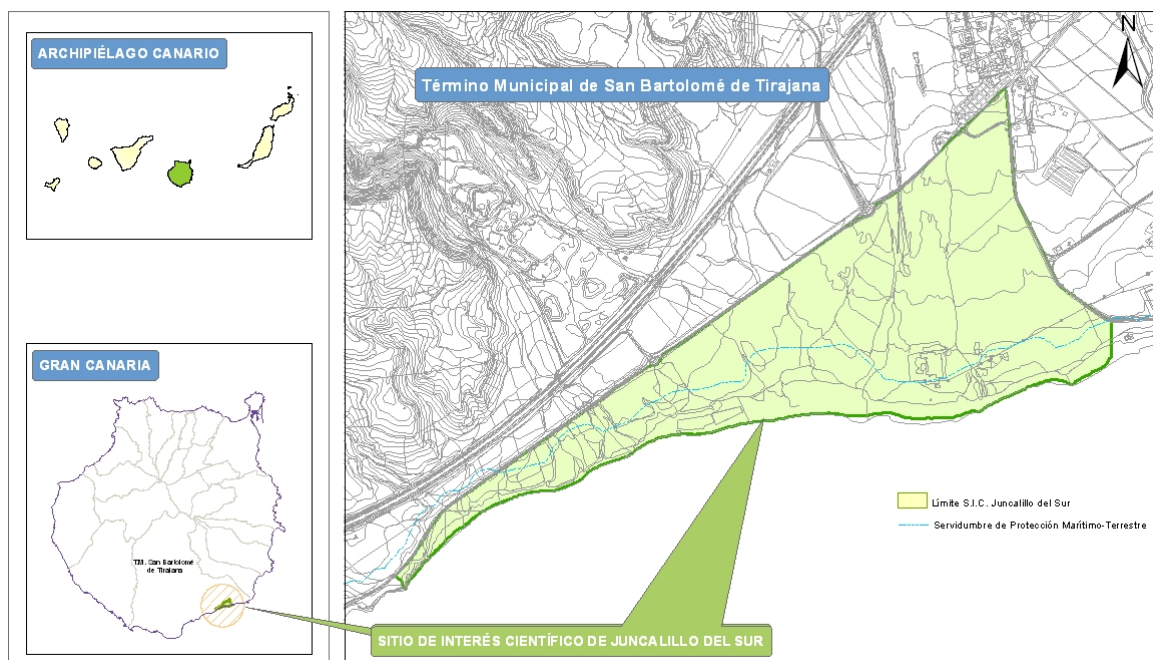 ARCHIPIÉLAGO CANARIO
Término Municipal de San Bartolomé de Tirajana
N
GRAN CANARIA
T.M. San Bartolomé
de Tirajana
Límite S.I.C. Juncalillo del Sur
Servidumbre de Protección Marítimo-Terrestre
SITIO DE INTERÉS CIENTÍFICO DE JUNCALILLO DEL SUR